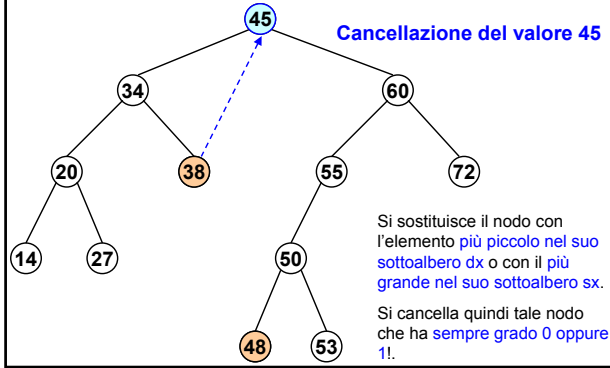 45
Cancellazione del valore 45
34
60
20
38
55
72
14
27
50
48
53
Si sostituisce il nodo con
l'elemento più piccolo nel suo
sottoalbero dx o con il più
grande nel suo sottoalbero sx.
Si cancella quindi tale nodo
che ha sempre grado 0 oppure
1!.